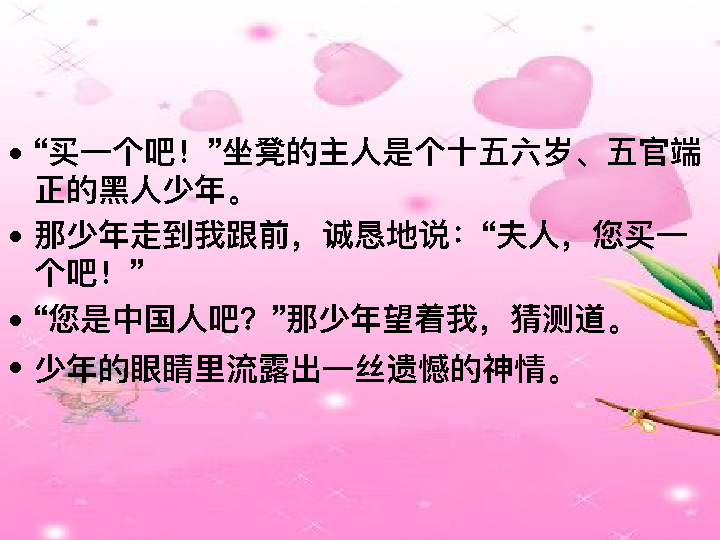 • “买一个吧！”坐凳的主人是个十五六岁、五官端
正的黑人少年。
• 那少年走到我跟前，诚恳地说：“夫人，您买一
个吧！”
• “您是中国人吧？”那少年望着我，猜测道。
• 少年的眼睛里流露出一丝遗憾的神情。